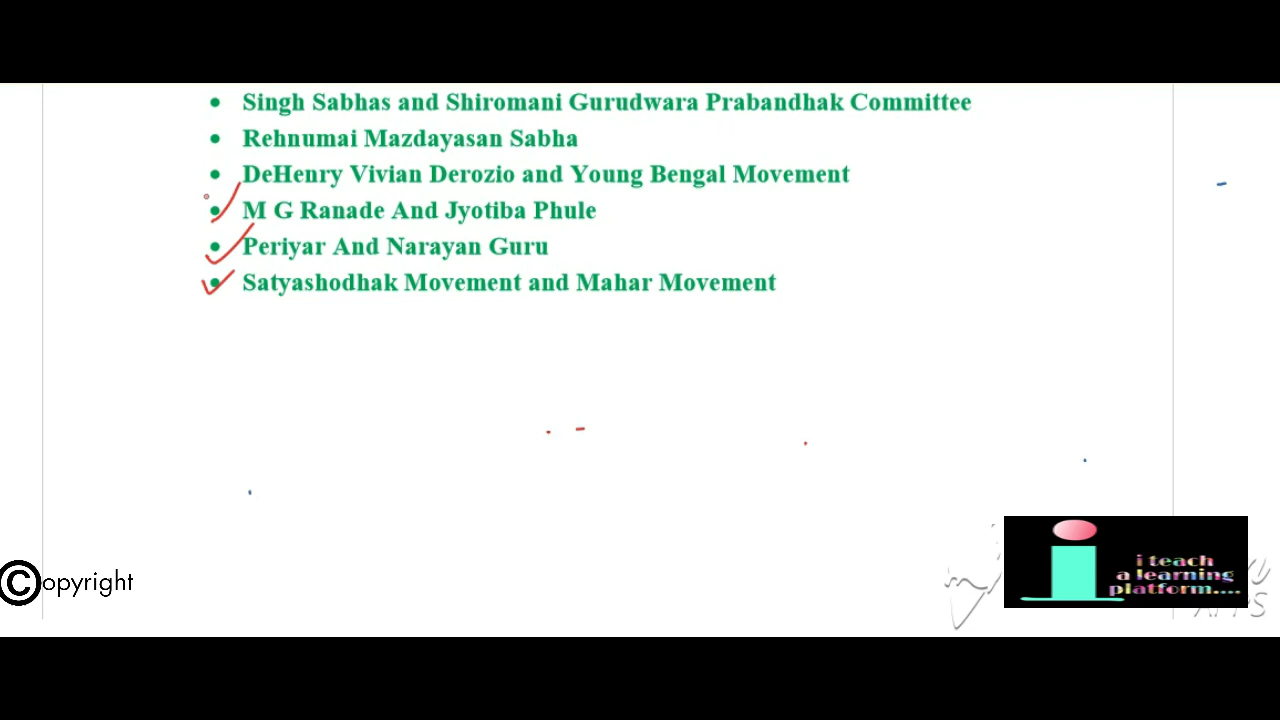 • Singh Sabhas and Shiromani Gurudwara Prabandhak Committee
• Rehnumai Mazdayasan Sabha
• DeHenry Vivian Derozio and Young Bengal Movement
• M G Ranade And Jyotiba Phule
• Periyar And Narayan Guru
• Satyashodhak Movement and Mahar Movement
©opyright
i teach
a learning
platform....